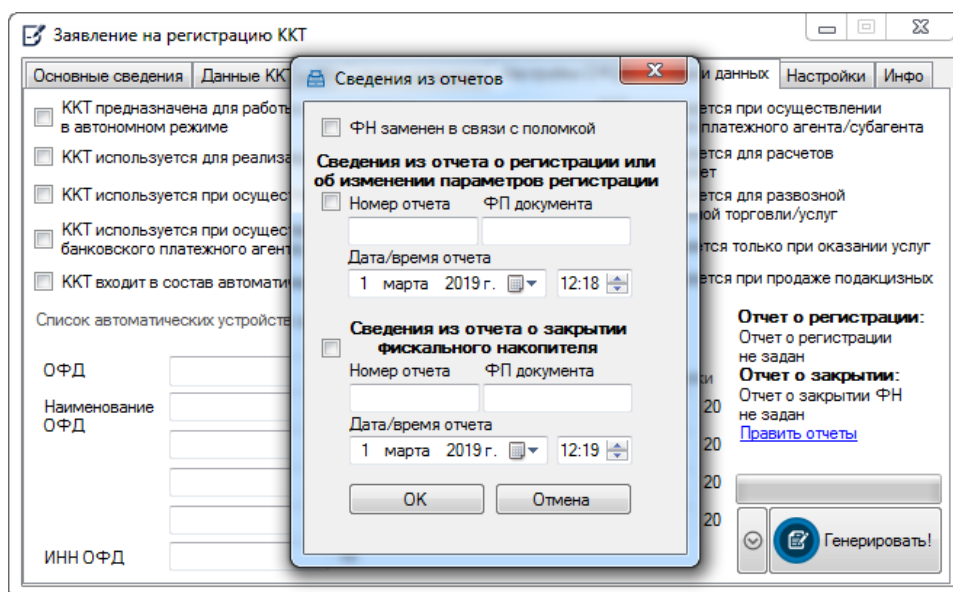 Заявление на регистрацию ККТ
Основные сведения Данные ККТ и данных Настройки Инфо
ККТ предназначена для работы
в автономном режиме
ККТ используется для реализа
ККТ используется при осущес
ККТ используется при осущес
банковского платежного агент
ККТ входит в состав автомати
Список автоматических устройств
ОФД
Наименование
ОФД
ИНН ОФД
Сведения из отчетов
ФН заменен в связи с поломкой
Сведения из отчета о регистрации или
об изменении параметров регистрации
Номер отчета ФП документа
Дата/время отчета
1 марта 2019 г. 12:18
Сведения из отчета о закрытии
фискального накопителя
Номер отчета ФП документа
Дата/время отчета
1 марта 2019 г. 12:19
OK Отмена
ется при осуществлении
платежного агента/субагента
ется для расчетов
ет
ется для развозной
ой торговли/услуг
тся только при оказании услуг
ется при продаже подакцизных
ки
20
20
20
20
Отчет о регистрации:
Отчет о регистрации
не задан
Отчет о закрытии:
Отчет о закрытии ФН
не задан
Править отчеты
Генерировать!